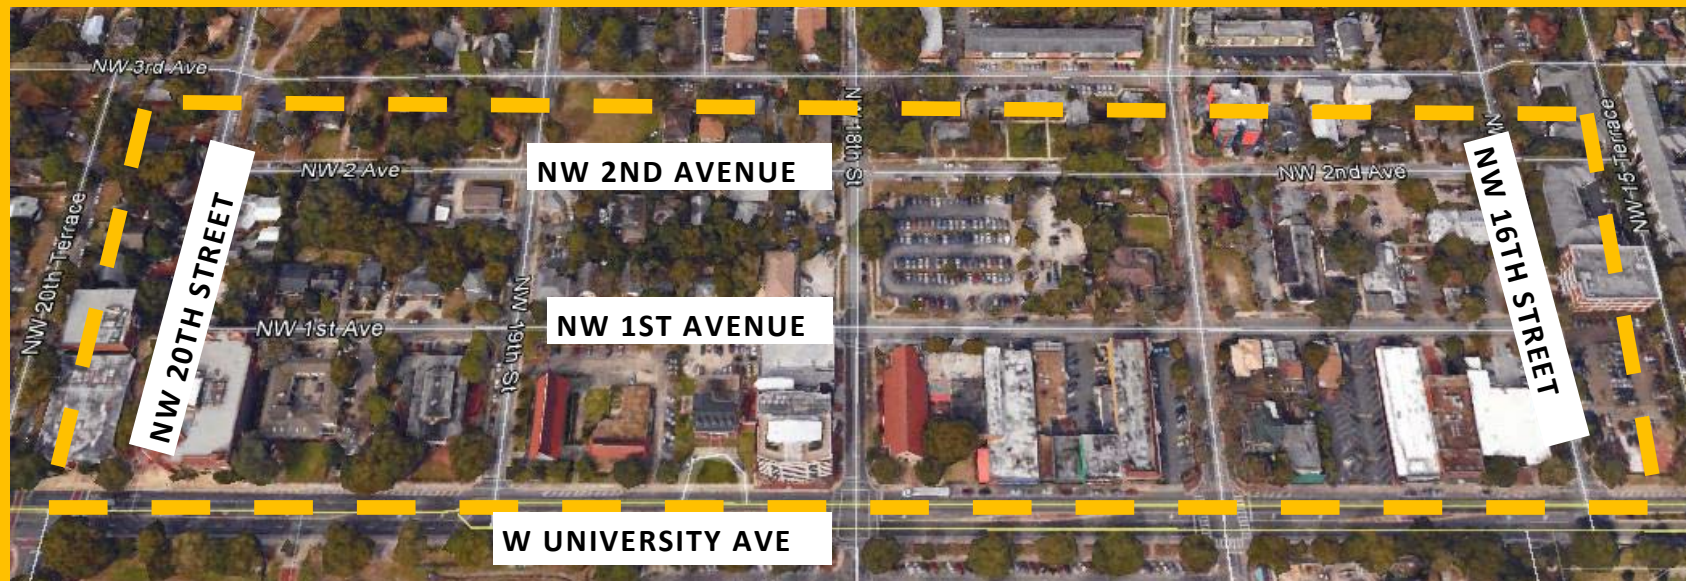 NW 3rd Ave
NW 18th St
NW 15 Terrace
NW 2 Ave
NW 2ND AVENUE
NW 2nd Ave
NW 20th Terrace
NW 20TH STREET
NW 16TH STREET
NW 1st Ave
NW 19th St
NW 1ST AVENUE
W UNIVERSITY AVE